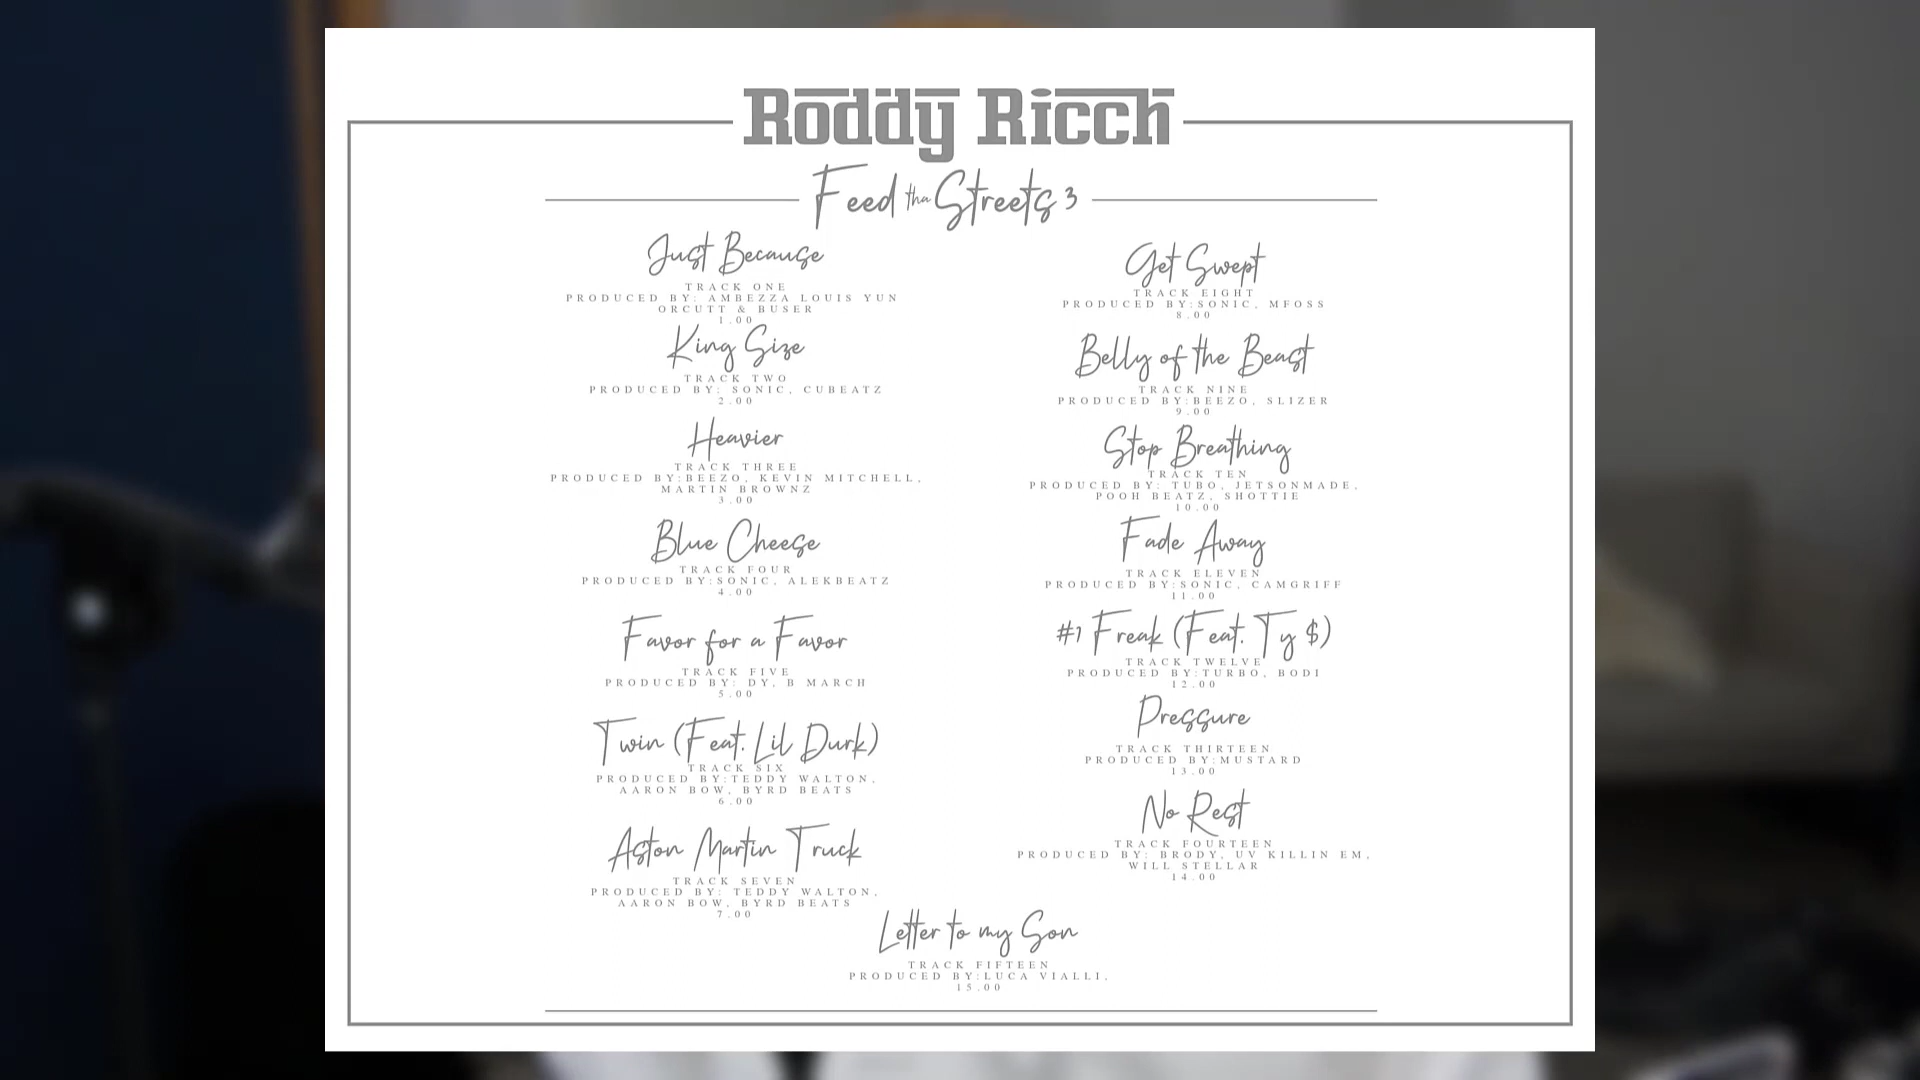 Roddy Ricch
Feed tha Streets 3
Just Because
TRACK ONE
PRODUCED BY: AMBEZZA LOUIS YUN
ORCUTT & BUSER
1.00
King Size
TRACK TWO
PRODUCED BY: SONIC, CUBEATZ
2.00
Heavier
TRACK THREE
PRODUCED BY:BEEZO, KEVIN MITCHELL,
MARTIN BROWNZ
3.00
Blue Cheese
TRACK FOUR
PRODUCED BY:SONIC, ALEKBEATZ
4.00
Favor for a Favor
TRACK FIVE
PRODUCED BY: DY, B MARCH
5.00
Twin (Feat. Lil Durk)
TRACK SIX
PRODUCED BY:TEDDY WALTON,
AARON BOW, BYRD BEATS
6.00
Aston Martin Truck
TRACK SEVEN
PRODUCED BY: TEDDY WALTON,
AARON BOW, BYRD BEATS
7.00
Get Swept
TRACK EIGHT
PRODUCED BY:SONIC, MFOSS
8.00
Belly of the Beast
TRACK NINE
PRODUCED BY:BEEZO, SLIZER
9.00
Stop Breathing
TRACK TEN
PRODUCED BY: TUBO, JETSONMADE,
POOH BEATZ, SHOTTIE
10.00
Fade Away
TRACK ELEVEN
PRODUCED BY:SONIC, CAMGRIFF
11.00
#1 Freak (Feat. Ty $)
TRACK TWELVE
PRODUCED BY:TURBO, BODI
12.00
Pressure
TRACK THIRTEEN
PRODUCED BY:MUSTARD
13.00
No Rest
TRACK FOURTEEN
PRODUCED BY: BRODY, UV KILLIN EM,
WILL STELLAR
14.00
Letter to my Son
TRACK FIFTEEN
PRODUCED BY:LUCA VIALLI,
15.00